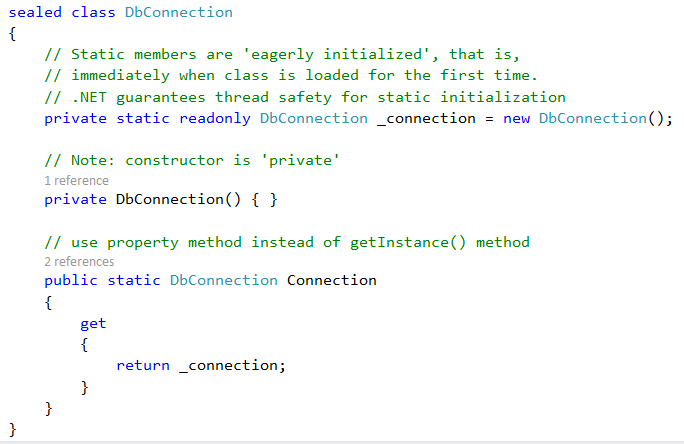 sealed class DbConnection
{
// Static members are 'eagerly initialized', that is,
// immediately when class is loaded for the first time.
// .NET guarantees thread safety for static initialization
private static readonly DbConnection _connection = new DbConnection();
// Note: constructor is 'private'
1 reference
private DbConnection() { }
// use property method instead of getInstance() method
2 references
public static DbConnection Connection
{
get
{
return _connection;
}
}
}